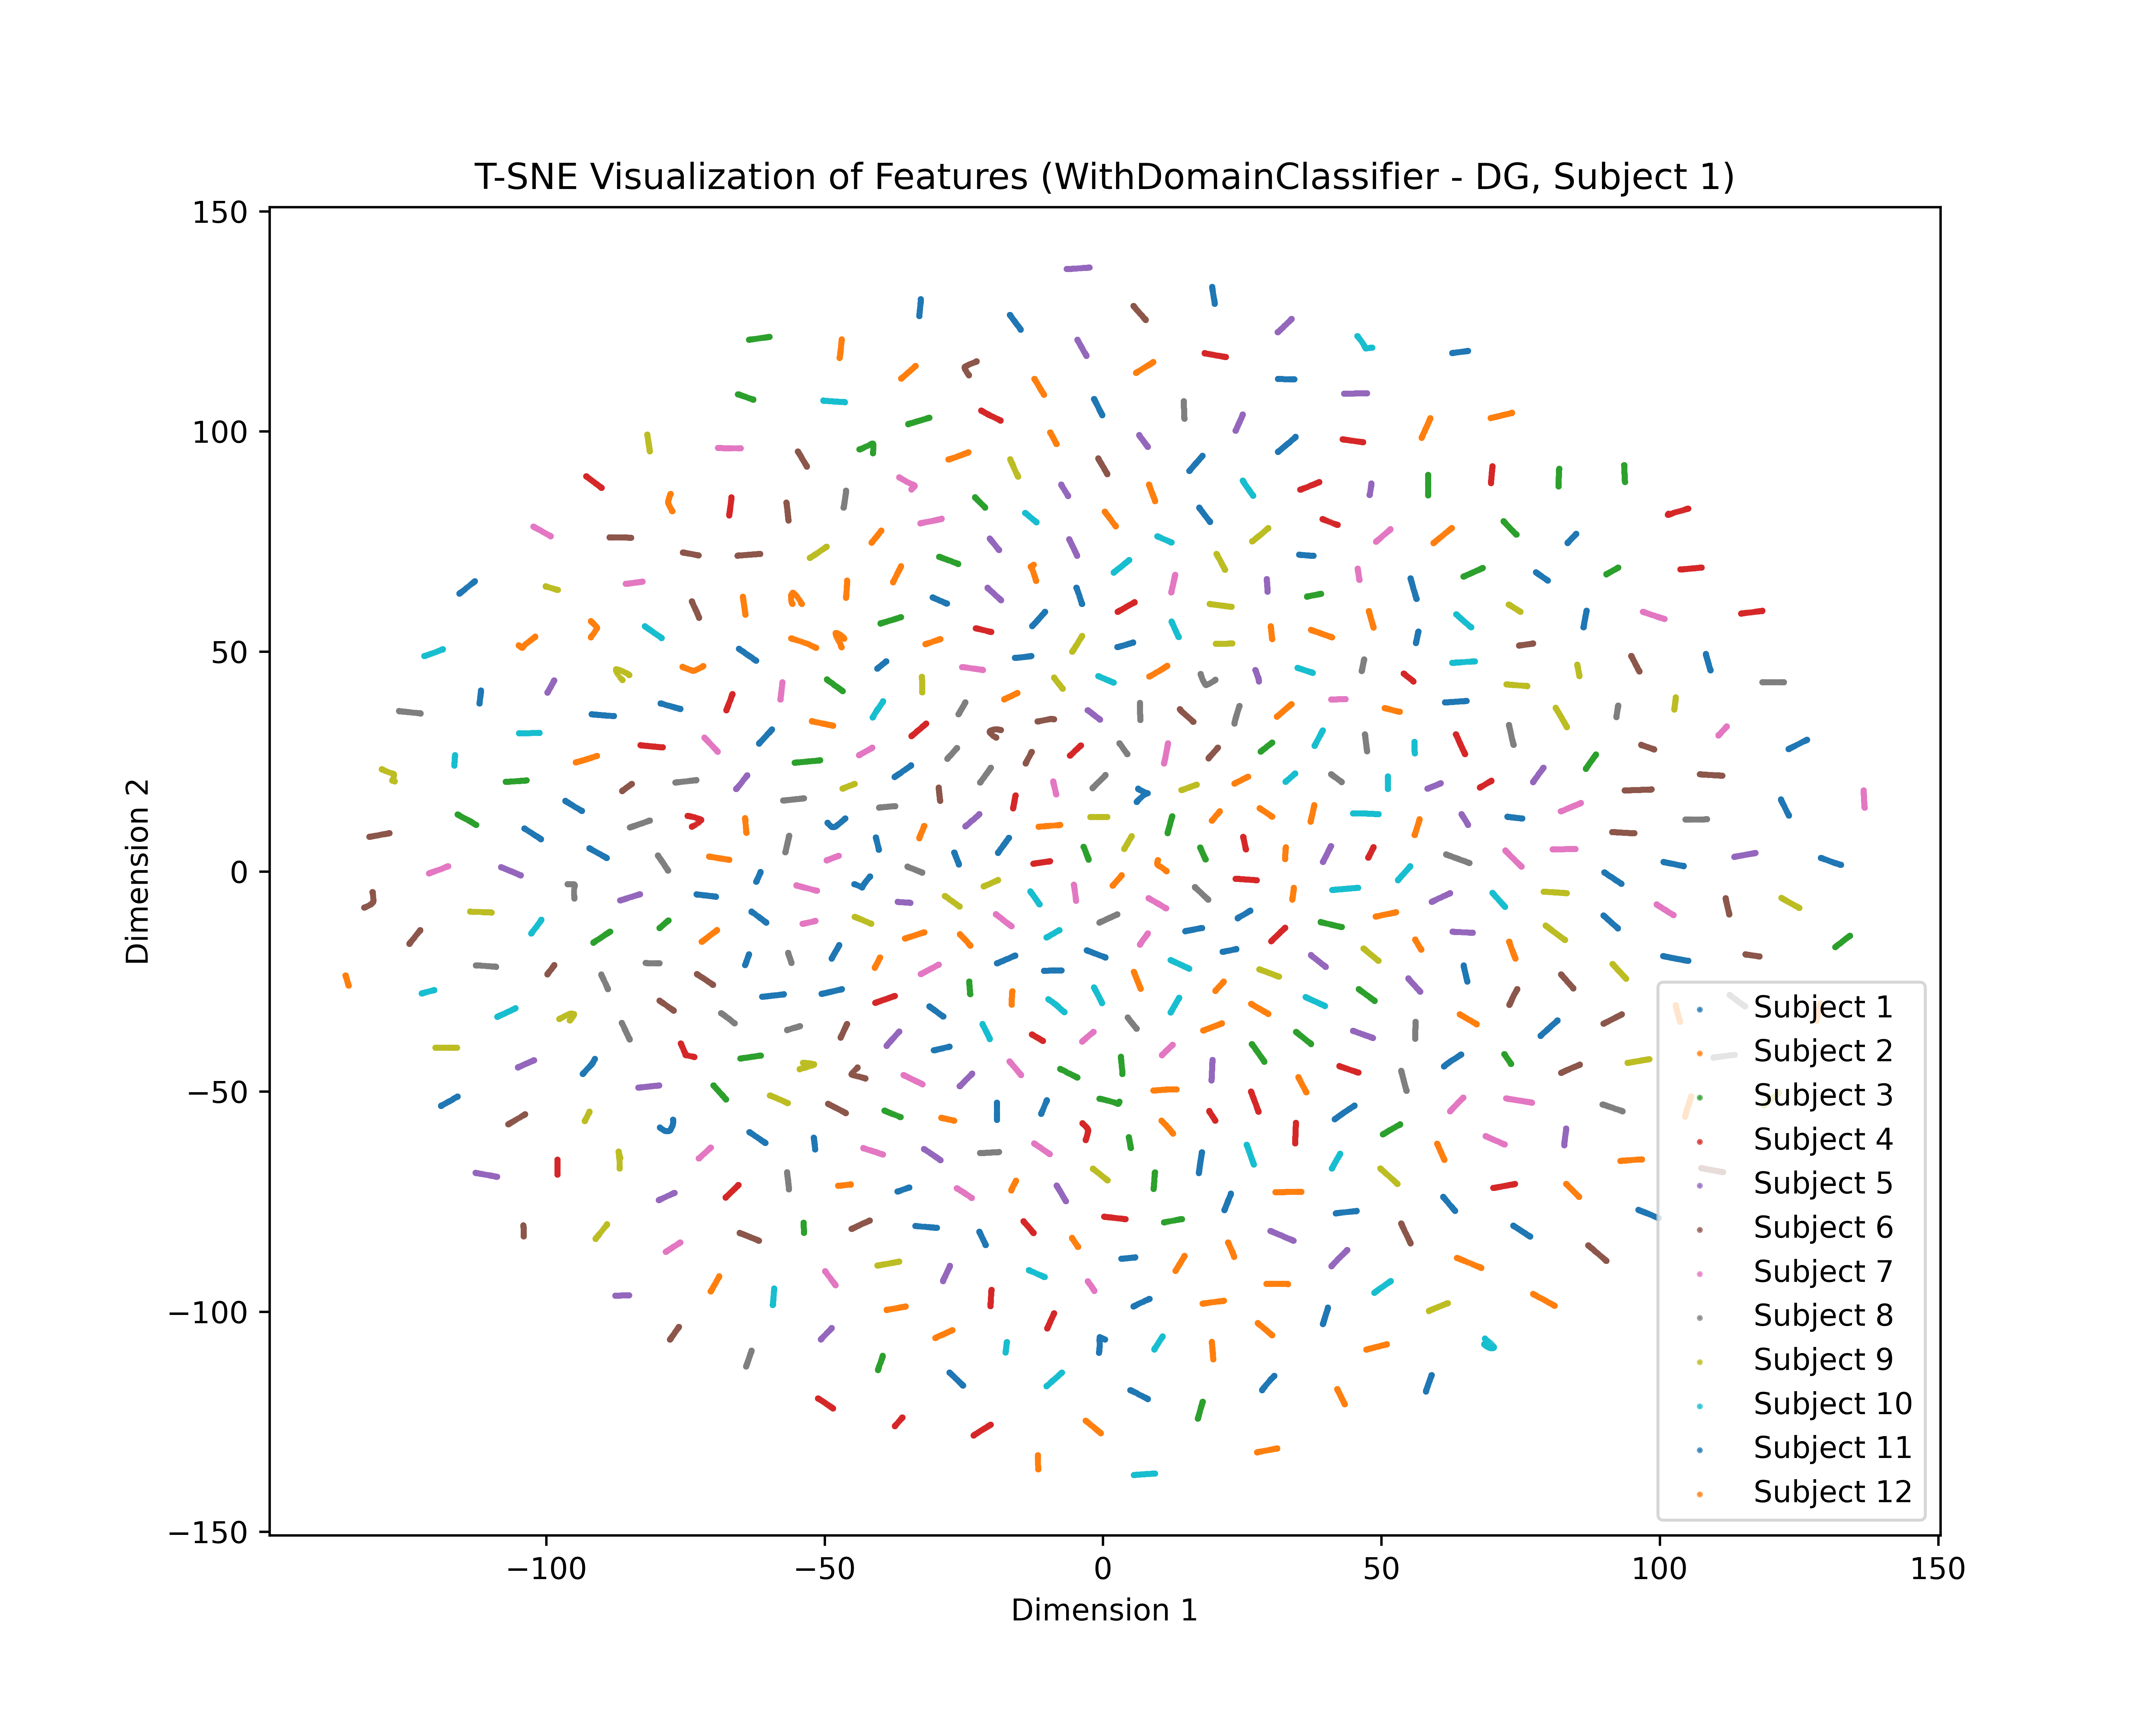 T-SNE Visualization of Features (WithDomainClassifier - DG, Subject 1)
150
100
50
0
−50
−100
−150
Dimension 2
−100
−50
0
50
100
150
Dimension 1
Subject 1
Subject 2
Subject 3
Subject 4
Subject 5
Subject 6
Subject 7
Subject 8
Subject 9
Subject 10
Subject 11
Subject 12